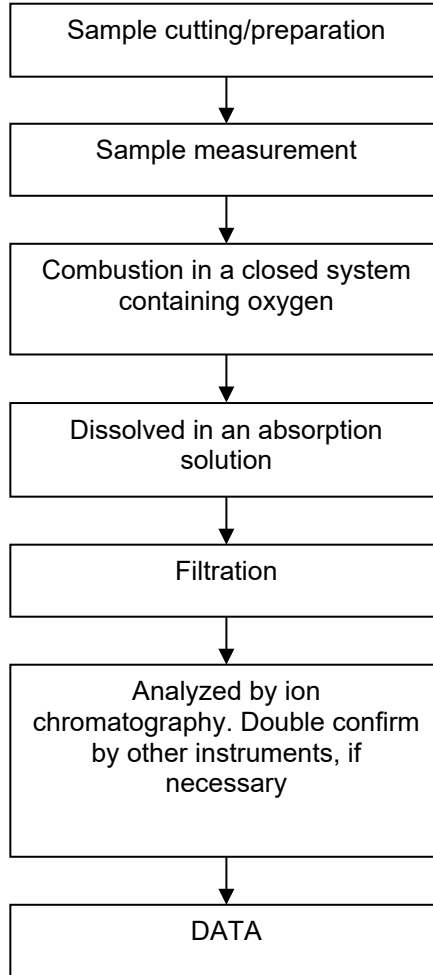 Sample cutting/preparation
Sample measurement
Combustion in a closed system
containing oxygen
Dissolved in an absorption
solution
Filtration
Analyzed by ion
chromatography. Double confirm
by other instruments, if
necessary
DATA